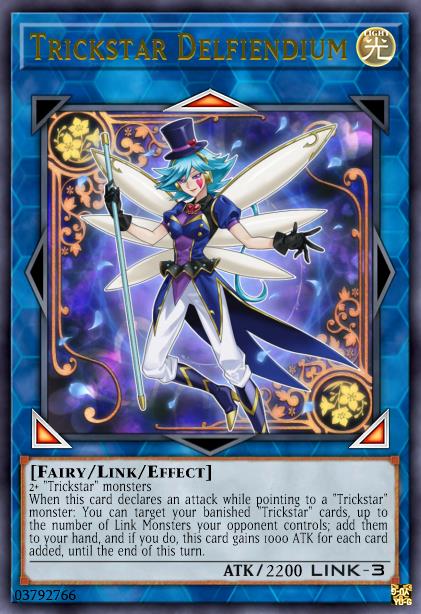 Trickstar Delfiendium
LIGHT
光
[Fairy/Link/Effect]
2+ "Trickstar" monsters
When this card declares an attack while pointing to a "Trickstar"
monster: You can target your banished "Trickstar" cards, up to
the number of Link Monsters your opponent controls; add them
to your hand, and if you do, this card gains 1000 ATK for each card
added, until the end of this turn.
ATK/2200 LINK-3
03792766